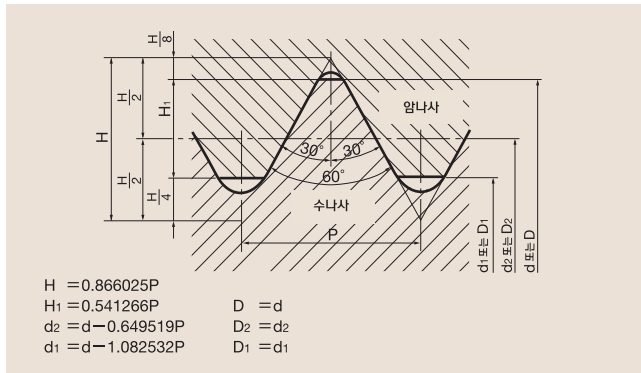 H/8
H/2
H
H1
암나사
30° 30°
60°
H/2
H/4
수나사
P
d1 또는 D1
d2 또는 D2
d 또는 D
H =0.866025P
H1 =0.541266P D =d
d2 =d-0.649519P D2 =d2
d1 =d-1.082532P D1 =d1